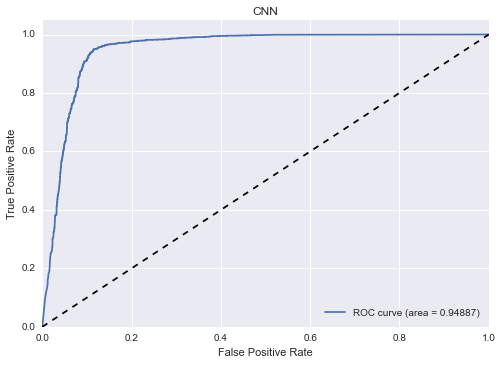 CNN
1.0
0.8
0.6
0.4
0.2
0.0
True Positive Rate
ROC curve (area = 0.94887)
0.0 0.2 0.4 0.6 0.8 1.0
False Positive Rate